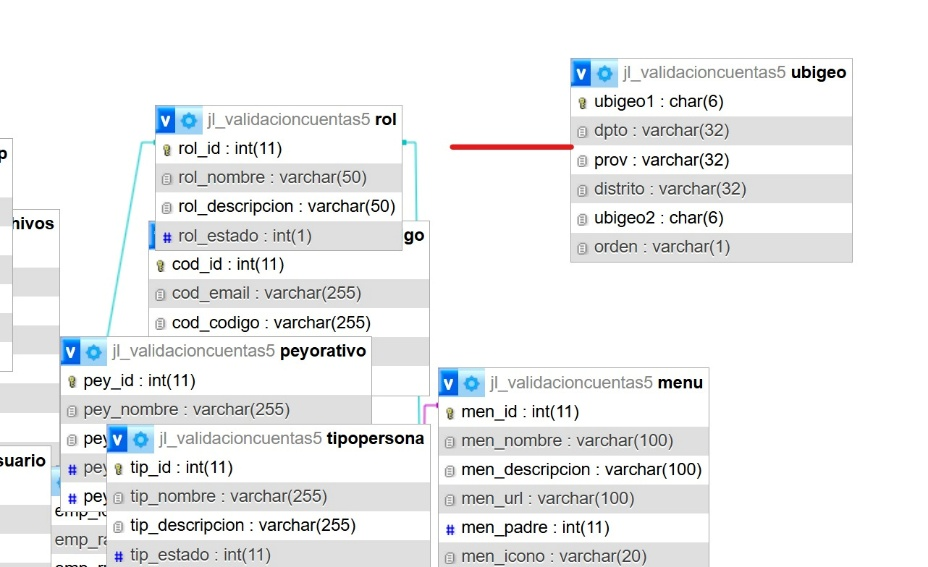 jl_validacioncuentas5 ubigeo
ubigeo1 : char(6)
dpto : varchar(32)
prov : varchar(32)
distrito : varchar(32)
ubigeo2 : char(6)
orden : varchar(1)
jl_validacioncuentas5 rol
rol_id : int(11)
rol_nombre : varchar(50)
rol_descripcion : varchar(50)
# rol_estado : int(1)
go
cod_id : int(11)
cod_email : varchar(255)
cod_codigo : varchar(255)
p
hivos
jl_validacioncuentas5 peyorativo
pey_id : int(11)
pey_nombre : varchar(255)
pey
# pey
# pey
jl_validacioncuentas5 tipopersona
tip_id : int(11)
tip_nombre : varchar(255)
tip_descripcion : varchar(255)
# tip_estado : int(11)
jl_validacioncuentas5 menu
men_id : int(11)
men_nombre : varchar(100)
men_descripcion : varchar(100)
men_url : varchar(100)
# men_padre : int(11)
men_icono : varchar(20)
suario
emp_ra